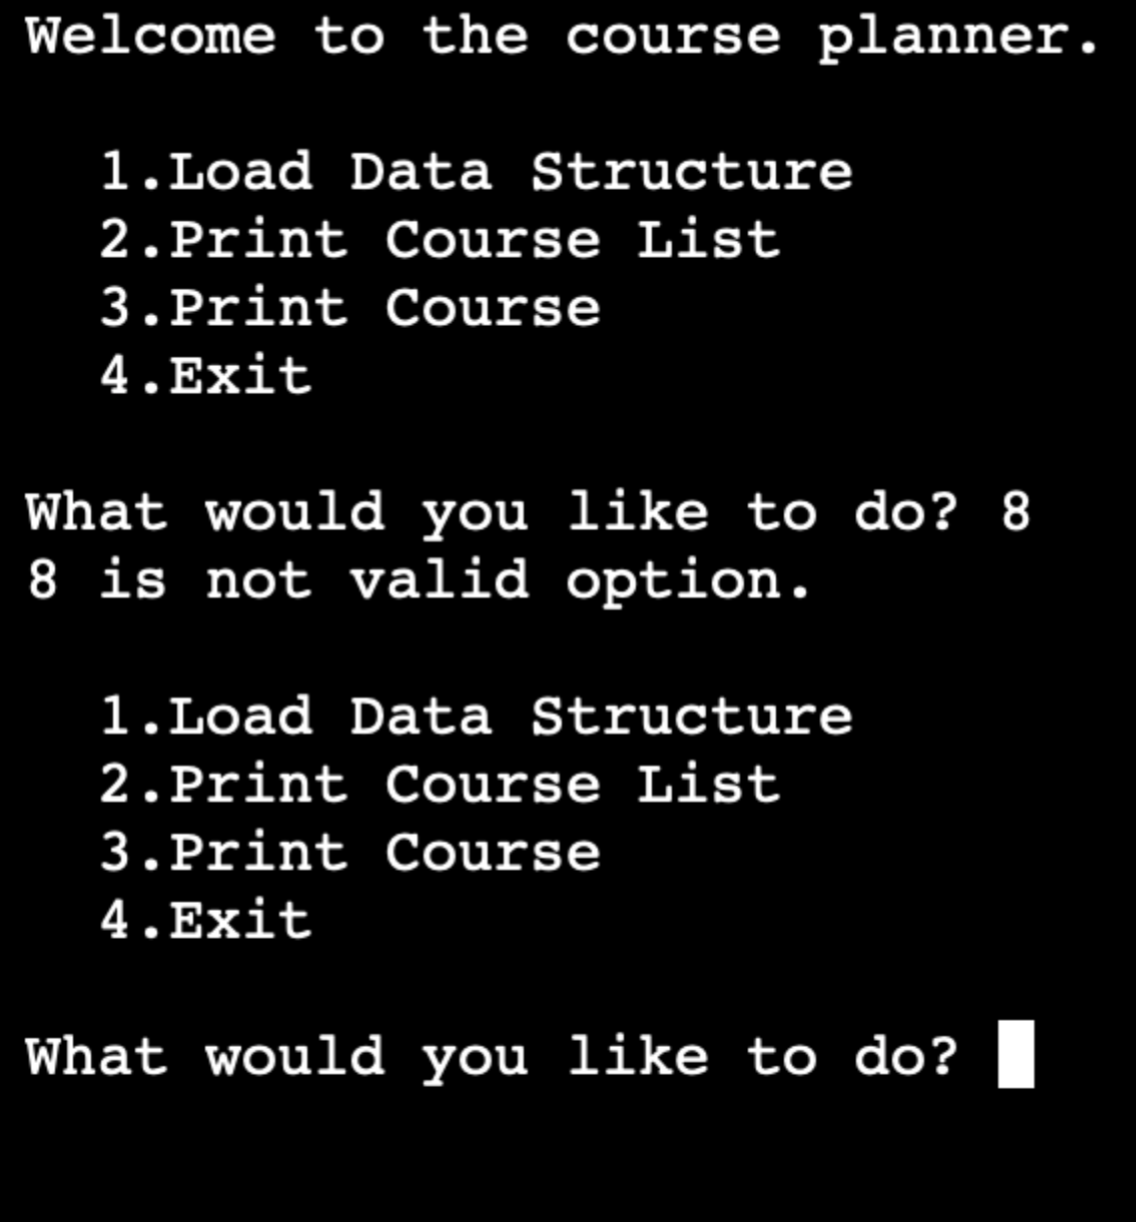 Welcome to the course planner.
1.Load Data Structure
2.Print Course List
3.Print Course
4.Exit
What would you like to do? 8
8 is not valid option.
1.Load Data Structure
2.Print Course List
3.Print Course
4.Exit
What would you like to do?